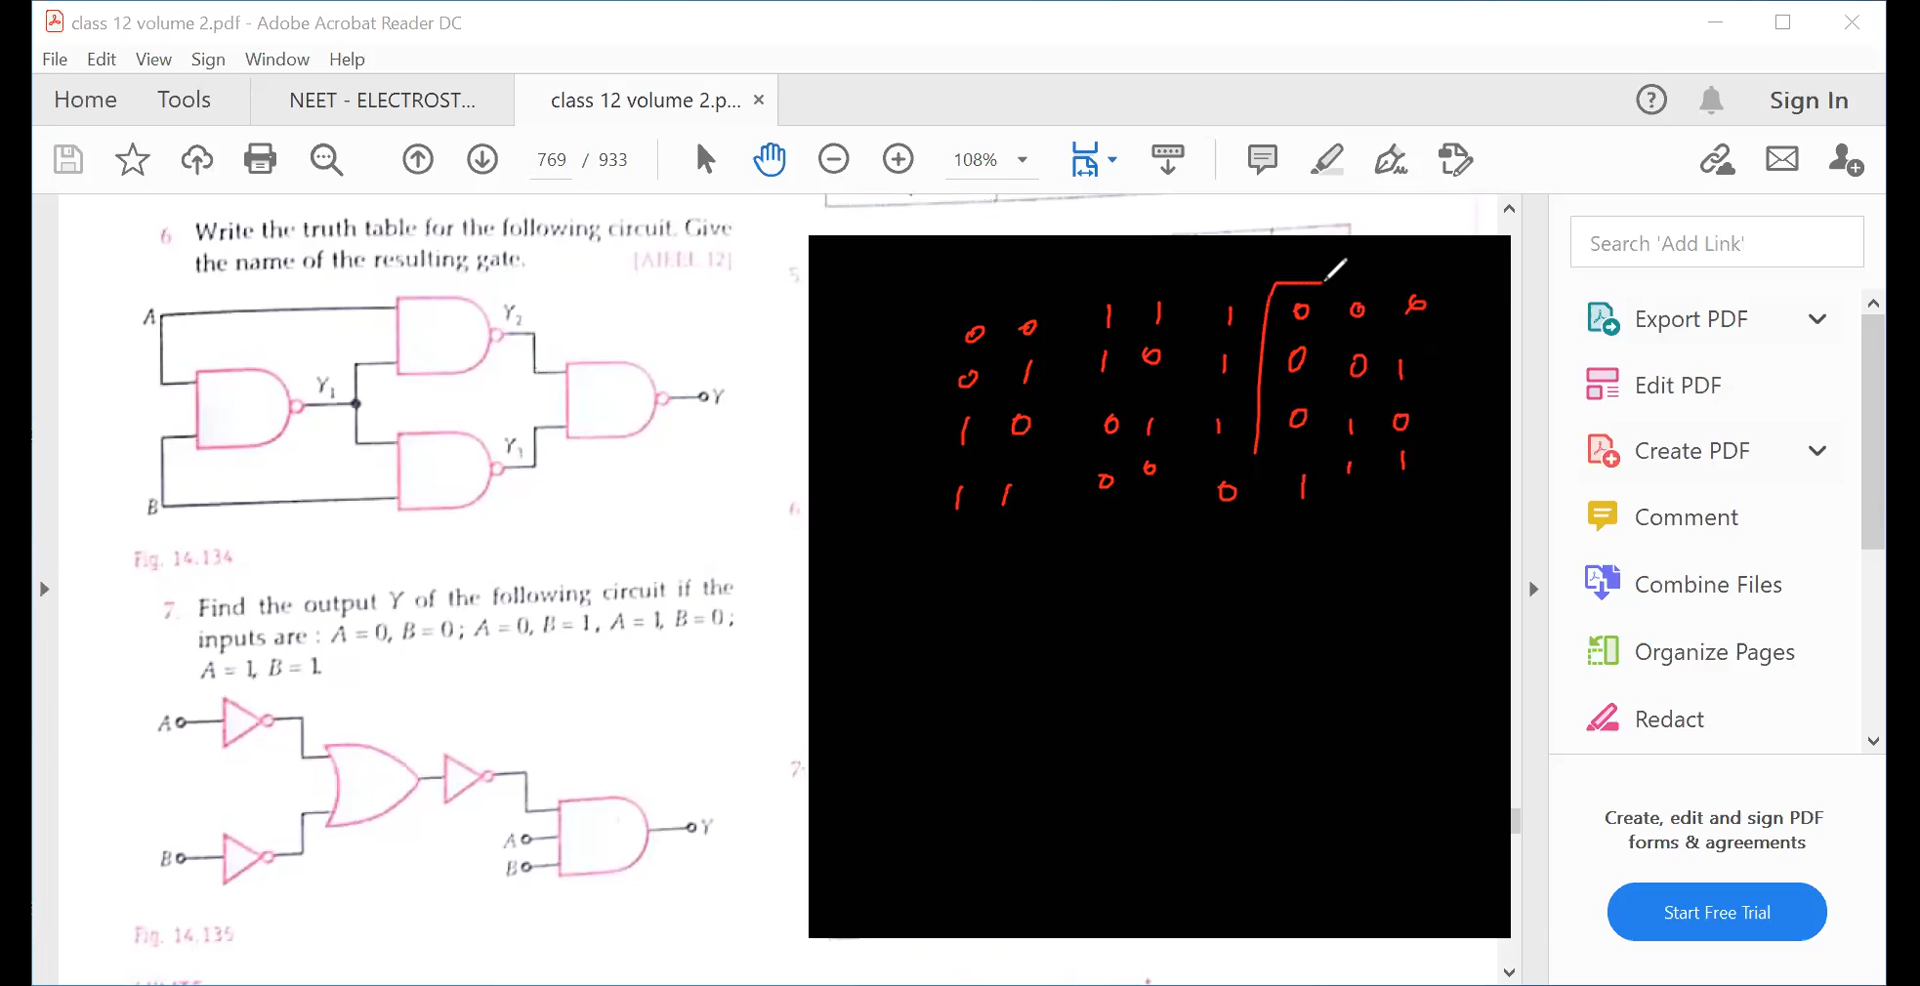 class 12 volume 2.pdf - Adobe Acrobat Reader DC
File Edit View Sign Window Help
Home Tools NEET - ELECTROST... class 12 volume 2.p... × Sign In
769 / 933 108%
6 Write the truth table for the following circuit. Give
the name of the resulting gate.
A Y2
Y1
Y
Y3
B
Fig. 14.134
7. Find the output Y of the following circuit if the
inputs are : A = 0, B = 0 ; A = 0, B = 1, A = 1, B = 0 ;
A = 1, B = 1.
A
A
B
B
Y
Fig. 14.135
5
6
7.
0 0 1 1 1 0 0 0
0 1 1 0 1 0 0 1
1 0 0 1 1 0 1 0
1 1 0 0 0 1 1 1
Search 'Add Link'
Export PDF
Edit PDF
Create PDF
Comment
Combine Files
Organize Pages
Redact
Create, edit and sign PDF
forms & agreements
Start Free Trial